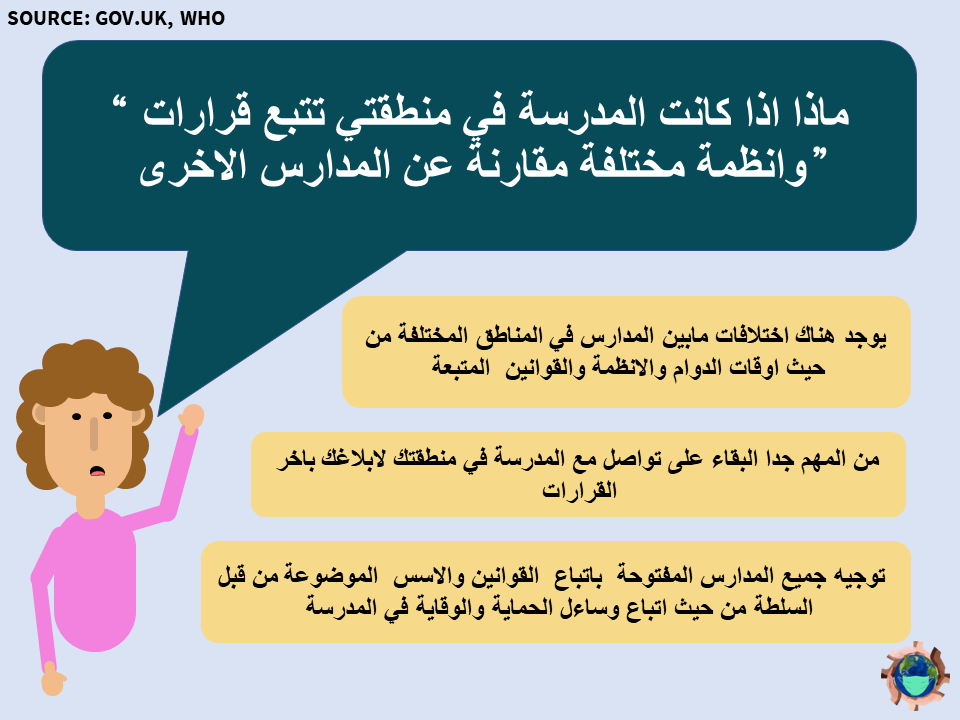 SOURCE: GOV.UK, WHO
“ ماذا اذا كانت المدرسة في منطقتي تتبع قرارات
وانظمة مختلفة مقارنة عن المدارس الاخرى”
يوجد هناك اختلافات مابين المدارس في المناطق المختلفة من
حيث اوقات الدوام والانظمة والقوانين المتبعة
من المهم جدا البقاء على تواصل مع المدرسة في منطقتك لابلاغك باخر
القرارات
توجيه جميع المدارس المفتوحة باتباع القوانين والاسس الموضوعة من قبل
السلطة من حيث اتباع وساءل الحماية والوقاية في المدرسة